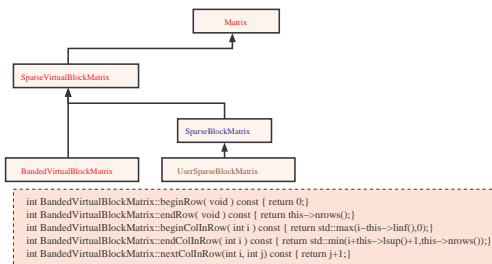 Matrix
SparseVirtualBlockMatrix
SparseBlockMatrix
BandedVirtualBlockMatrix
UserSparseBlockMatrix
int BandedVirtualBlockMatrix::beginRow( void ) const { return 0;}
int BandedVirtualBlockMatrix::endRow( void ) const { return this->nrows();}
int BandedVirtualBlockMatrix::beginColInRow( int i ) const { return std::max(i-this->linf(),0);}
int BandedVirtualBlockMatrix::endColInRow( int i ) const { return std::min(i+this->lsup()+1,this->nrows());}
int BandedVirtualBlockMatrix::nextColInRow(int i, int j) const { return j+1;}